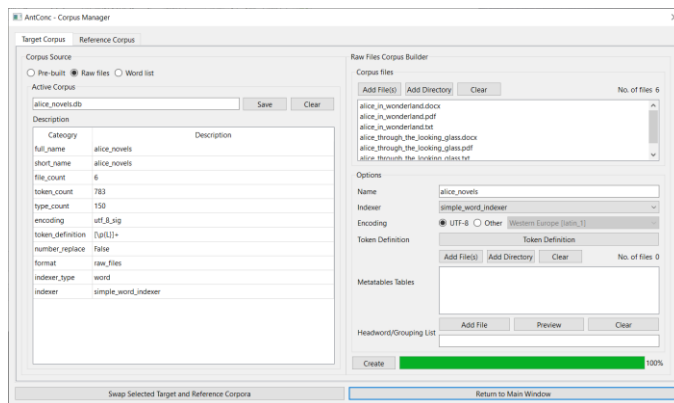 AntConc - Corpus Manager
Target Corpus Reference Corpus
Corpus Source
Pre-built Raw files Word list
Active Corpus
alice_novels.db Save Clear
Description
Cateogry Description
full_name alice_novels
short_name alice_novels
file_count 6
token_count 783
type_count 150
encoding utf_8_sig
token_definition [\p{L}]+
number_replace False
format raw_files
indexer_type word
indexer simple_word_indexer
Raw Files Corpus Builder
Corpus files
Add File(s) Add Directory Clear No. of files 6
alice_in_wonderland.docx
alice_in_wonderland.pdf
alice_in_wonderland.txt
alice_through_the_looking_glass.docx
alice_through_the_looking_glass.pdf
alice_through_the_looking_glass.txt
Options
Name alice_novels
Indexer simple_word_indexer
Encoding UTF-8 Other Western Europe [latin_1]
Token Definition Token Definition
Add File(s) Add Directory Clear No. of files 0
Metatables Tables
Add File Preview Clear
Headword/Grouping List
Create 100%
Swap Selected Target and Reference Corpora Return to Main Window